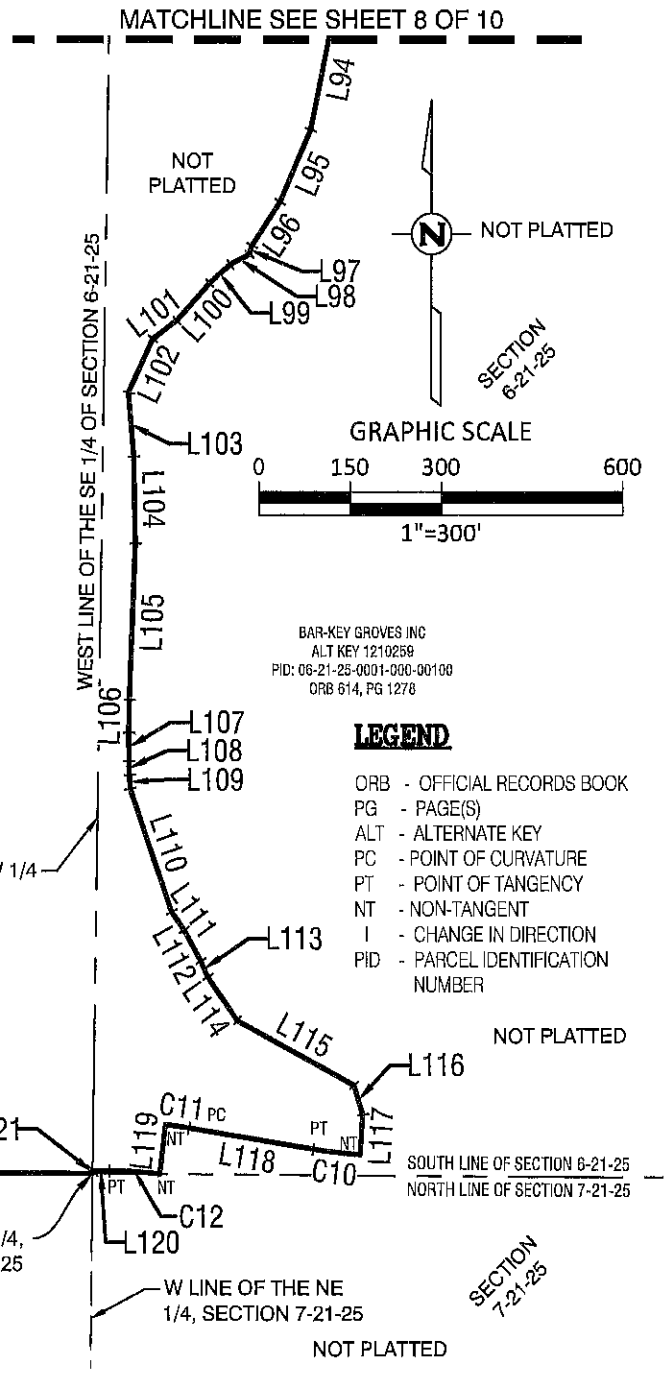 MATCHLINE SEE SHEET 8 OF 10
L94
NOT
PLATTED
L95
L96
N
NOT PLATTED
L97
L98
L99
L100
L101
L102
SECTION
6-21-25
WEST LINE OF THE SE 1/4 OF SECTION 6-21-25
L103
GRAPHIC SCALE
0 150 300 600
1"=300'
L104
L105
BAR-KEY GROVES INC
ALT KEY 1210259
PID: 06-21-25-0001-000-00100
ORB 614, PG 1278
L106
L107
L108
L109
LEGEND
ORB - OFFICIAL RECORDS BOOK
PG - PAGE(S)
ALT - ALTERNATE KEY
PC - POINT OF CURVATURE
PT - POINT OF TANGENCY
NT - NON-TANGENT
I - CHANGE IN DIRECTION
PID - PARCEL IDENTIFICATION
NUMBER
1/4
L110
L111
L112
L113
L114
L115
NOT PLATTED
L116
L117
C11 PC
NT
L119
L118
PT
NT
C10
21
SOUTH LINE OF SECTION 6-21-25
NORTH LINE OF SECTION 7-21-25
PT
NT
C12
L120
/4,
25
W LINE OF THE NE
1/4, SECTION 7-21-25
SECTION
7-21-25
NOT PLATTED